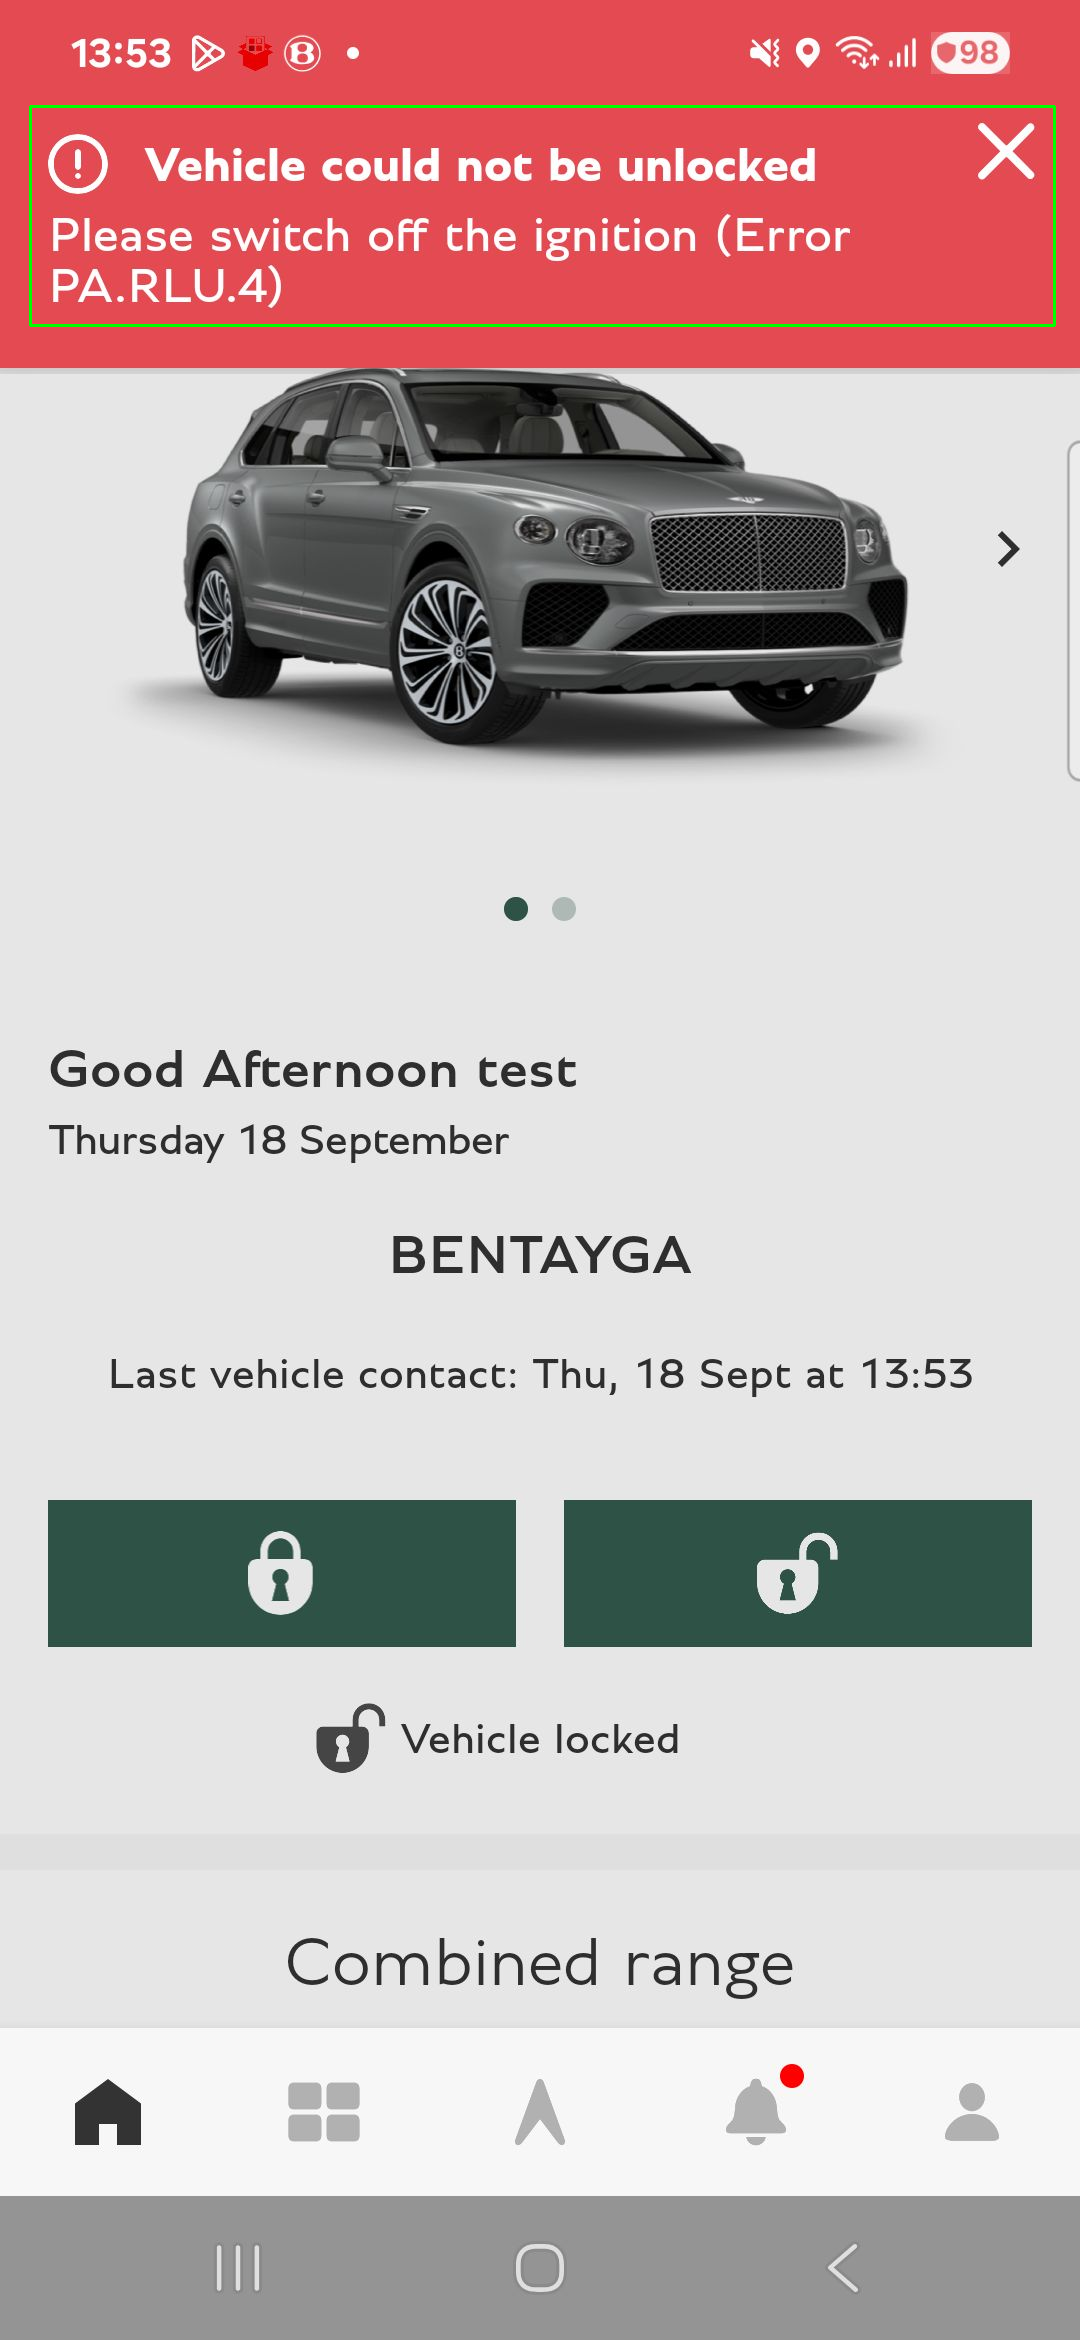 13:53
98
Vehicle could not be unlocked
Please switch off the ignition (Error
PA.RLU.4)
Good Afternoon test
Thursday 18 September
BENTAYGA
Last vehicle contact: Thu, 18 Sept at 13:53
Vehicle locked
Combined range